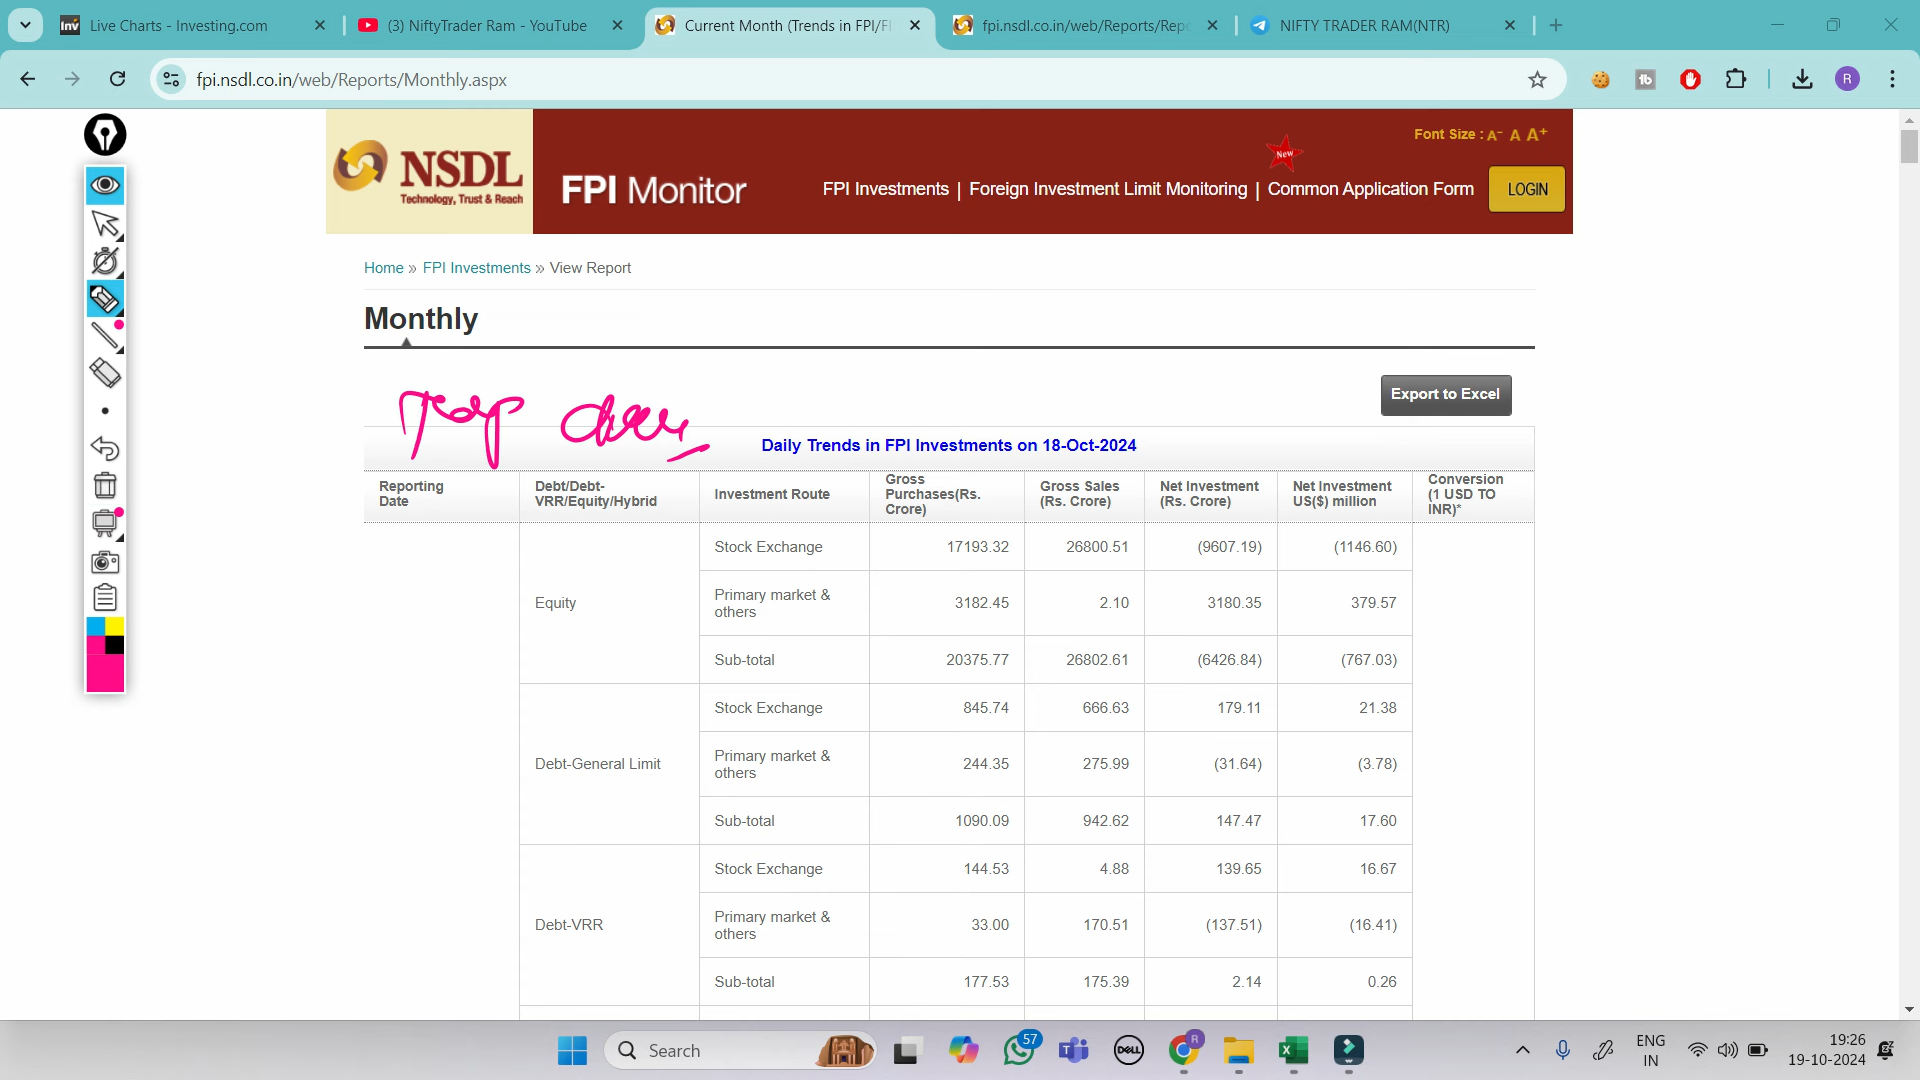 Live Charts - Investing.com
(3) NiftyTrader Ram - YouTube
Current Month (Trends in FPI/FI
fpi.nsdl.co.in/web/Reports/Repo
NIFTY TRADER RAM(NTR)
fpi.nsdl.co.in/web/Reports/Monthly.aspx
R
NSDL
Technology, Trust & Reach
FPI Monitor
Font Size : A- A A+
New
FPI Investments | Foreign Investment Limit Monitoring | Common Application Form
LOGIN
Home » FPI Investments » View Report
Monthly
Export to Excel
Daily Trends in FPI Investments on 18-Oct-2024
Reporting Date Debt/Debt-VRR/Equity/Hybrid Investment Route Gross Purchases(Rs. Crore) Gross Sales (Rs. Crore) Net Investment (Rs. Crore) Net Investment US($) million Conversion (1 USD TO INR)*
Equity
Stock Exchange 17193.32 26800.51 (9607.19) (1146.60)
Primary market & others 3182.45 2.10 3180.35 379.57
Sub-total 20375.77 26802.61 (6426.84) (767.03)
Debt-General Limit
Stock Exchange 845.74 666.63 179.11 21.38
Primary market & others 244.35 275.99 (31.64) (3.78)
Sub-total 1090.09 942.62 147.47 17.60
Debt-VRR
Stock Exchange 144.53 4.88 139.65 16.67
Primary market & others 33.00 170.51 (137.51) (16.41)
Sub-total 177.53 175.39 2.14 0.26
Search
57
DELL
R
ENG
IN
19:26
19-10-2024